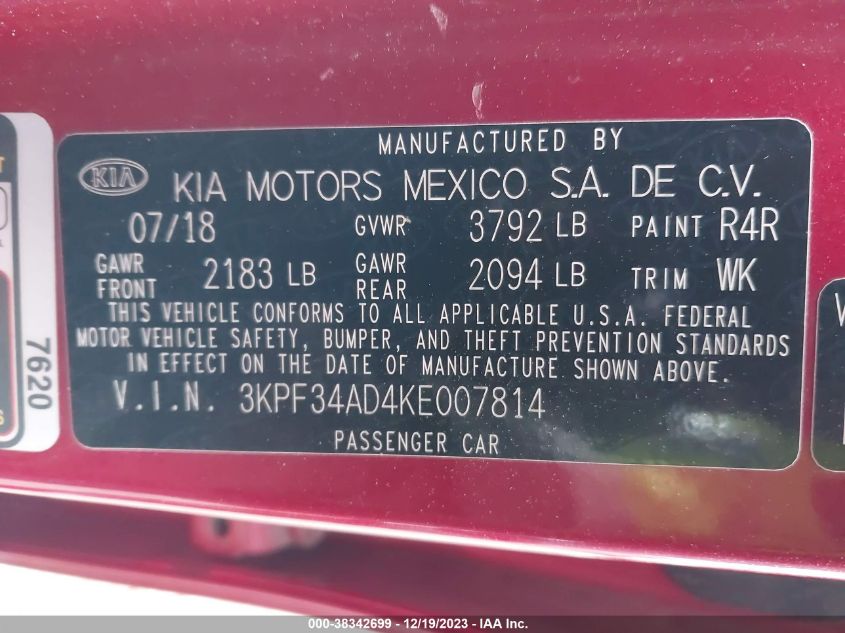 MANUFACTURED BY
KIA KIA MOTORS MEXICO S.A. DE C.V.
07/18 GVWR 3792 LB PAINT R4R
GAWR FRONT 2183 LB GAWR REAR 2094 LB TRIM WK
THIS VEHICLE CONFORMS TO ALL APPLICABLE U.S.A. FEDERAL
MOTOR VEHICLE SAFETY, BUMPER, AND THEFT PREVENTION STANDARDS
IN EFFECT ON THE DATE OF MANUFACTURE SHOWN ABOVE.
V.I.N. 3KPF34AD4KE007814
PASSENGER CAR
7620
000-38342699 - 12/19/2023 - IAA Inc.